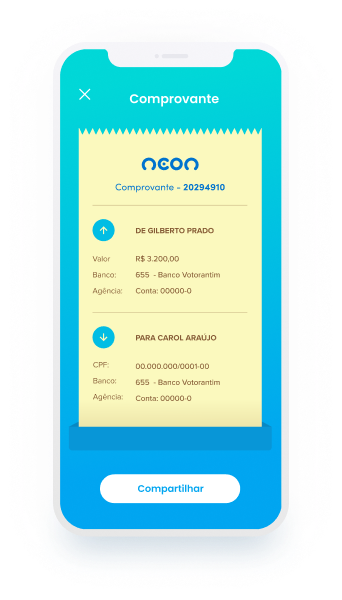 Comprovante
neon
Comprovante - 20294910
DE GILBERTO PRADO
Valor R$ 3.200,00
Banco: 655 - Banco Votorantim
Agência: Conta: 00000-0
PARA CAROL ARAÚJO
CPF: 00.000.000/0001-00
Banco: 655 - Banco Votorantim
Agência: Conta: 00000-0
Compartilhar